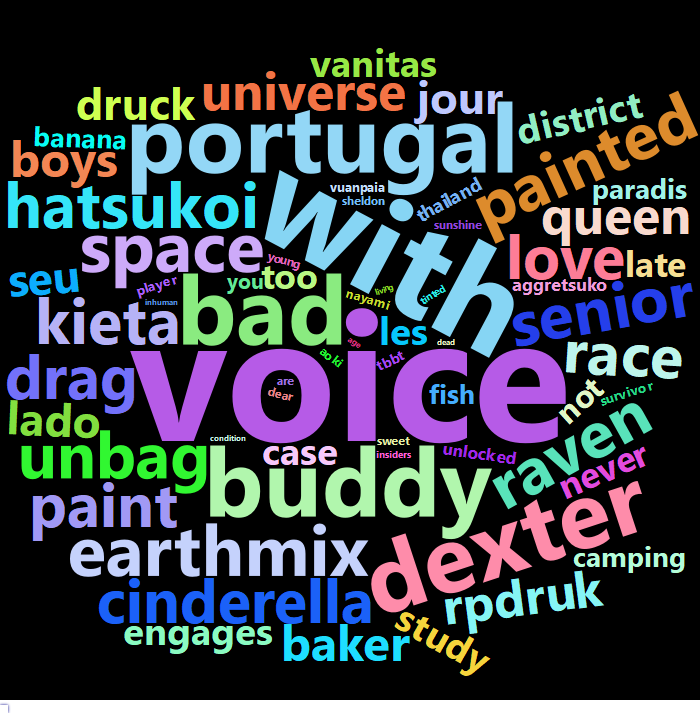 vanitas
druck
universe
jour
banana
portugal
district
boys
with
painted
vuanpaia
sheldon
thailand
paradis
hatsukoi
sunshine
queen
space
young
love
late
seu
player
you
too
nayami
living
tinted
aggretsuko
inhuman
kieta
bad
les
senior
age
dead
race
drag
voice
aoki
tbbt
are
dear
fish
not
survivor
lado
condition
case
sweet
insiders
unlocked
raven
never
unbag
buddy
paint
earthmix
dexter
camping
cinderella
rpdruk
engages
baker
study